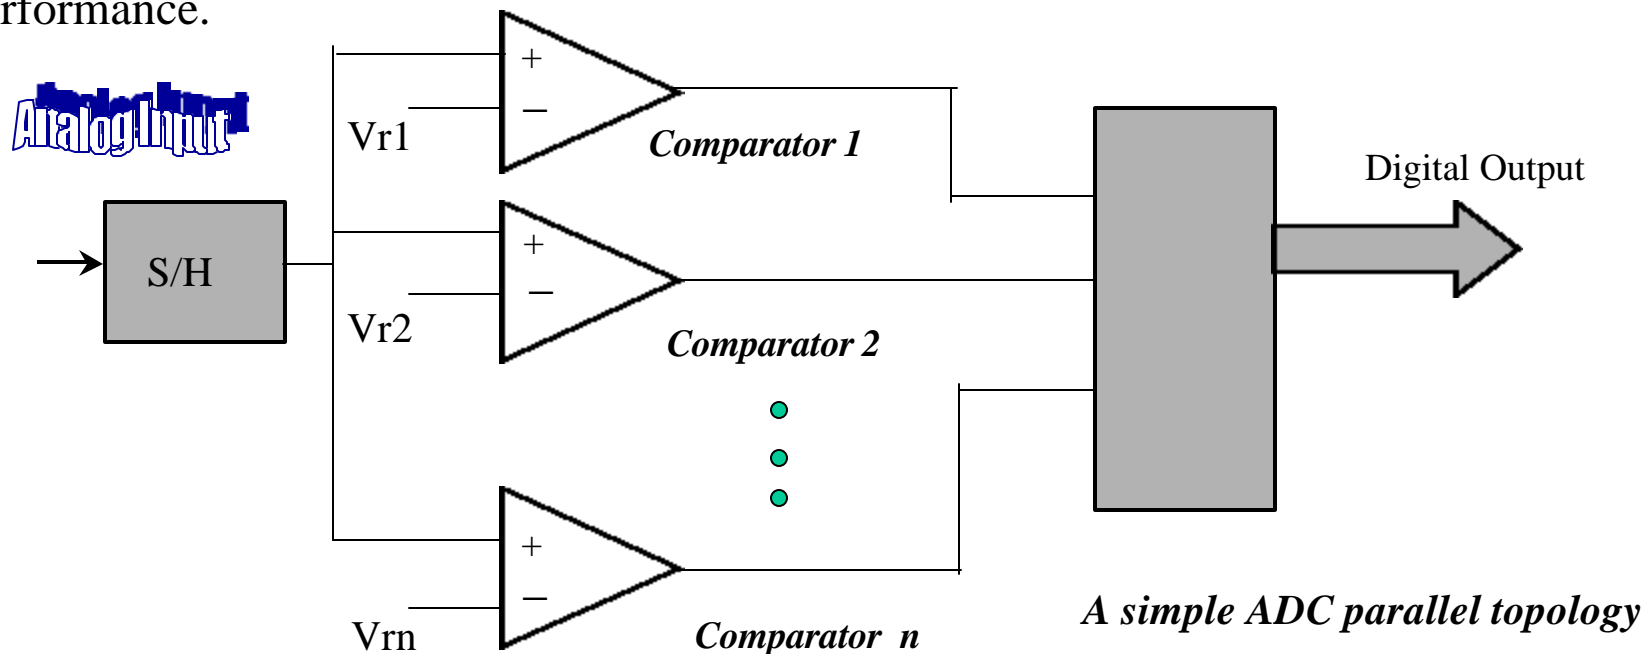 rformance.
Analog Input
+
−
Vr1
Comparator 1
Digital Output
S/H
+
−
Vr2
Comparator 2
+
−
Vrn
Comparator n
A simple ADC parallel topology